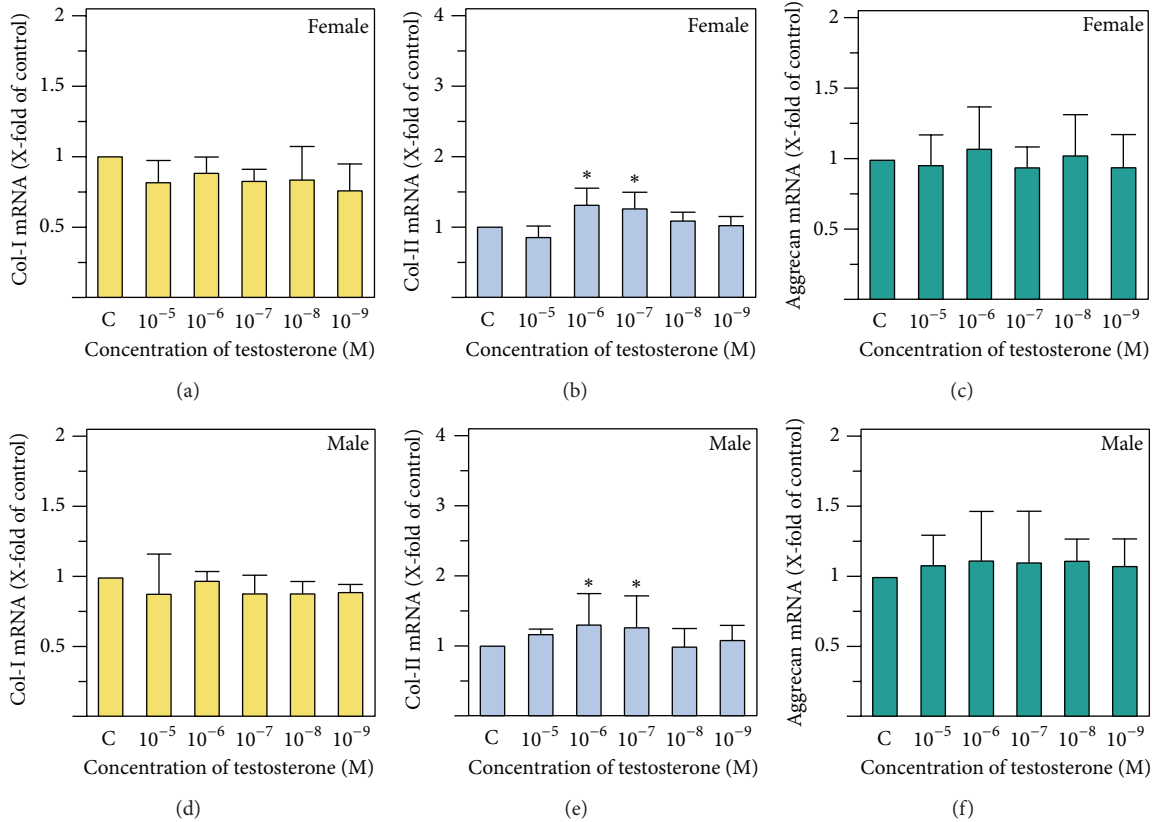 Col-I mRNA (X-fold of control)
2
1.5
1
0.5
Female
C 10⁻⁵ 10⁻⁶ 10⁻⁷ 10⁻⁸ 10⁻⁹
Concentration of testosterone (M)
(a)
Col-II mRNA (X-fold of control)
4
3
2
1
Female
* *
C 10⁻⁵ 10⁻⁶ 10⁻⁷ 10⁻⁸ 10⁻⁹
Concentration of testosterone (M)
(b)
Aggrecan mRNA (X-fold of control)
2
1.5
1
0.5
Female
C 10⁻⁵ 10⁻⁶ 10⁻⁷ 10⁻⁸ 10⁻⁹
Concentration of testosterone (M)
(c)
Col-I mRNA (X-fold of control)
2
1.5
1
0.5
Male
C 10⁻⁵ 10⁻⁶ 10⁻⁷ 10⁻⁸ 10⁻⁹
Concentration of testosterone (M)
(d)
Col-II mRNA (X-fold of control)
4
3
2
1
Male
* *
C 10⁻⁵ 10⁻⁶ 10⁻⁷ 10⁻⁸ 10⁻⁹
Concentration of testosterone (M)
(e)
Aggrecan mRNA (X-fold of control)
2
1.5
1
0.5
Male
C 10⁻⁵ 10⁻⁶ 10⁻⁷ 10⁻⁸ 10⁻⁹
Concentration of testosterone (M)
(f)